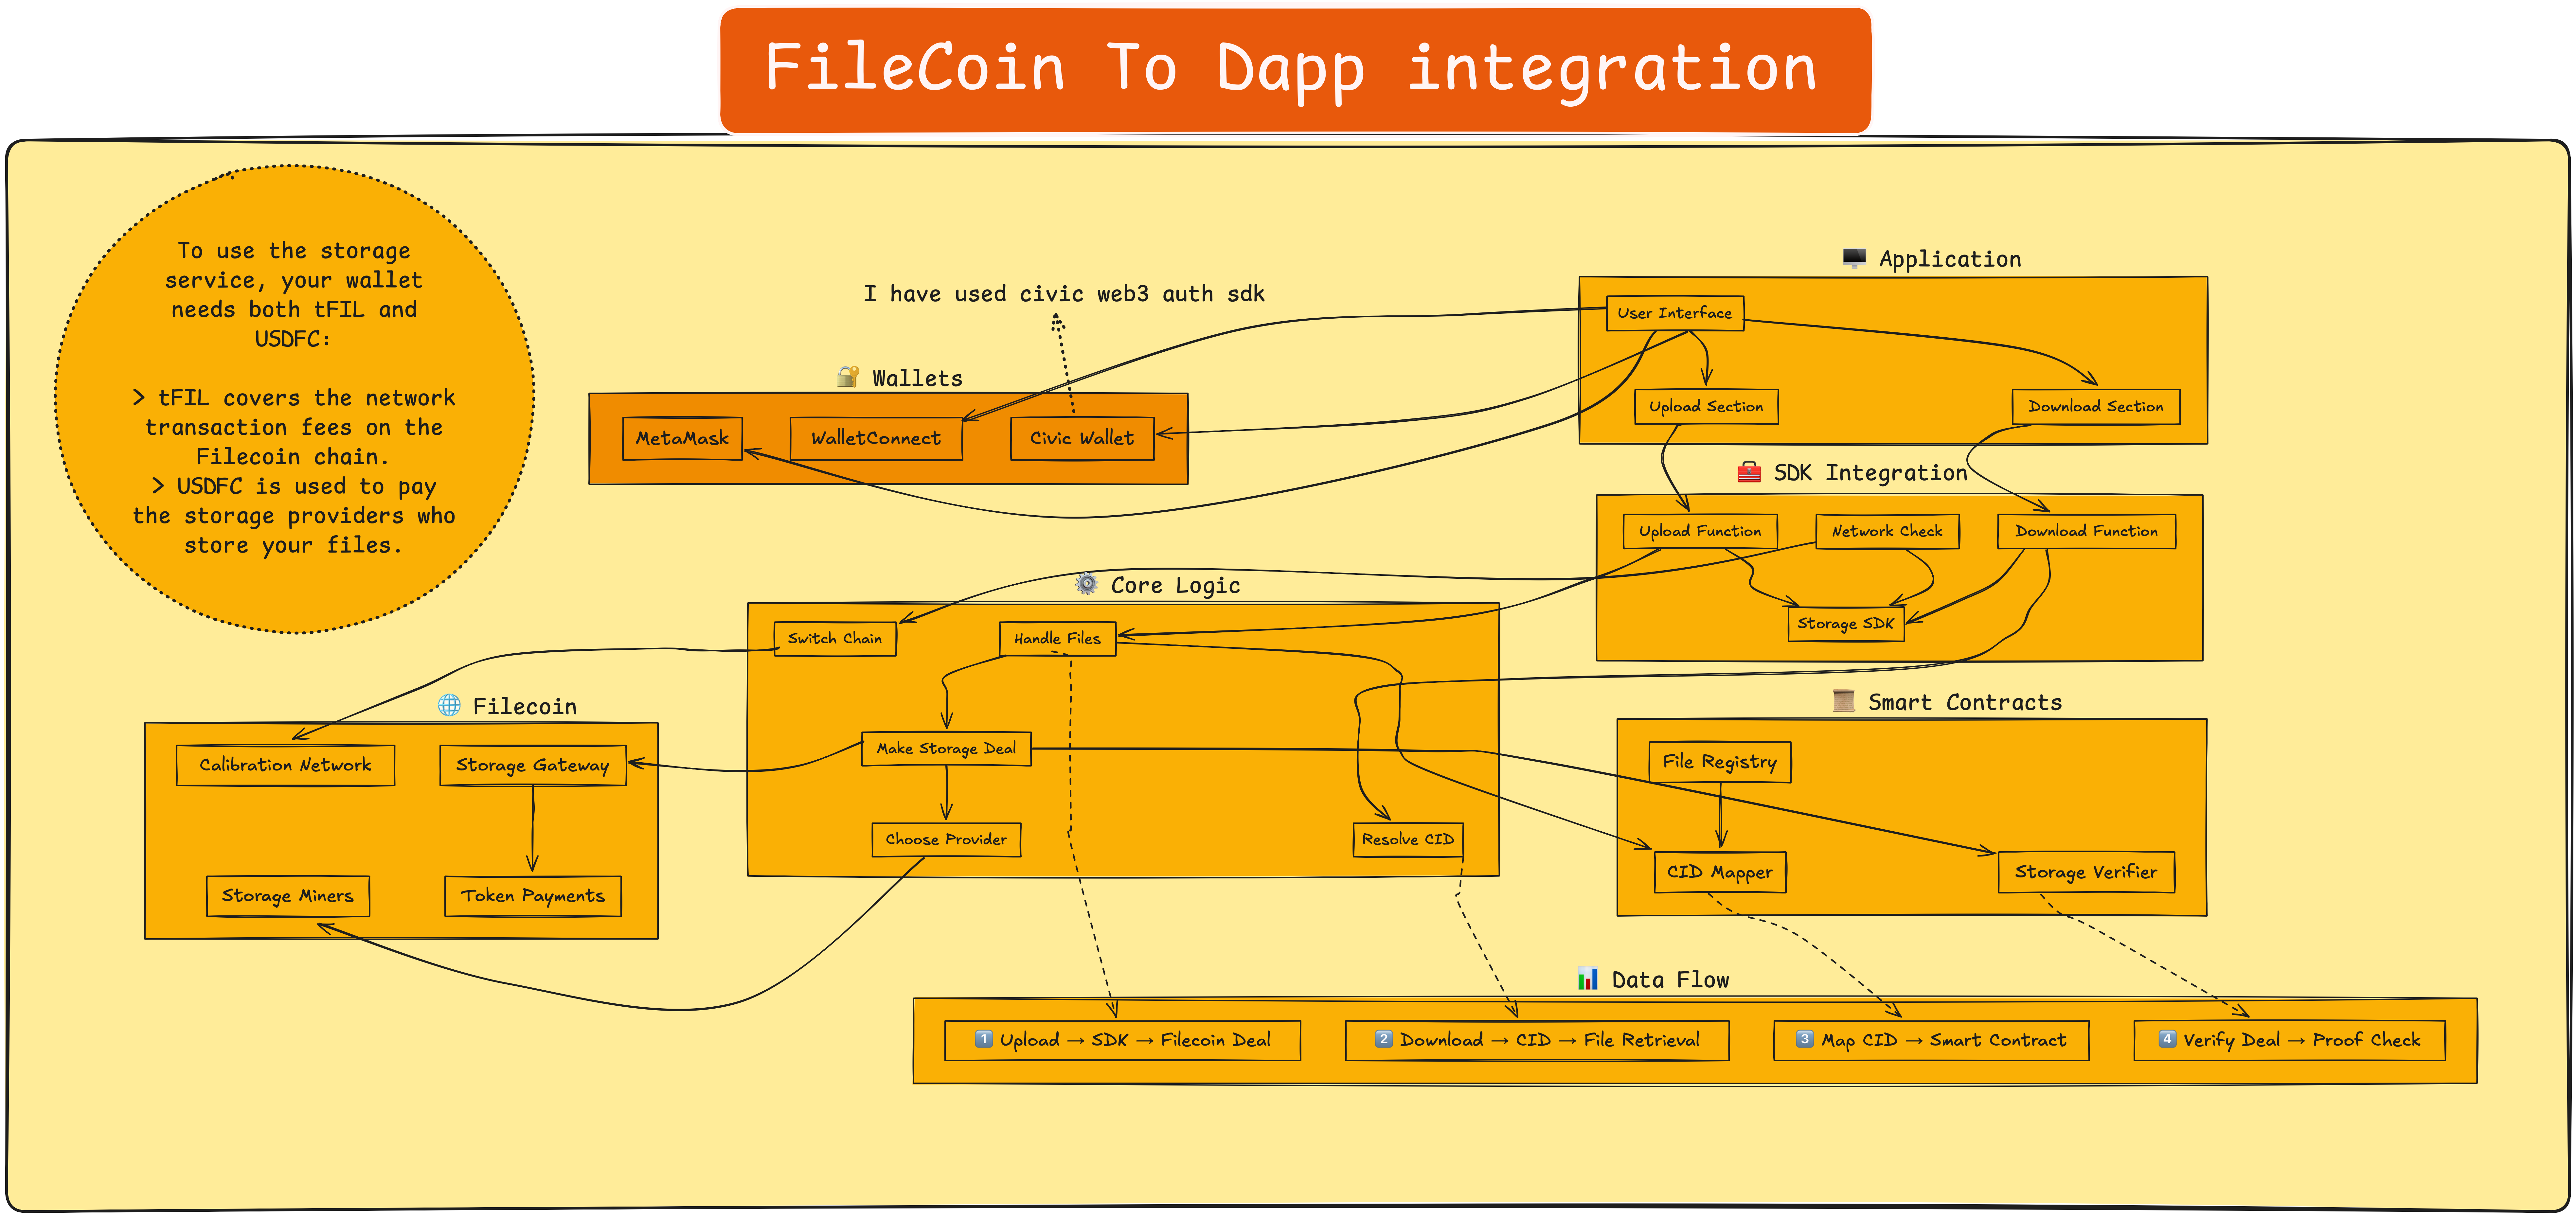 FileCoin To Dapp integration
To use the storage
service, your wallet
needs both tFIL and
USDFC:
> tFIL covers the network
transaction fees on the
Filecoin chain.
> USDFC is used to pay
the storage providers who
store your files.
I have used civic web3 auth sdk
🔐 Wallets
MetaMask
WalletConnect
Civic Wallet
🖥️ Application
User Interface
Upload Section
Download Section
🧰 SDK Integration
Upload Function
Network Check
Download Function
Storage SDK
⚙️ Core Logic
Switch Chain
Handle Files
Make Storage Deal
Choose Provider
Resolve CID
🌐 Filecoin
Calibration Network
Storage Gateway
Storage Miners
Token Payments
📜 Smart Contracts
File Registry
CID Mapper
Storage Verifier
📊 Data Flow
1️⃣ Upload → SDK → Filecoin Deal
2️⃣ Download → CID → File Retrieval
3️⃣ Map CID → Smart Contract
4️⃣ Verify Deal → Proof Check